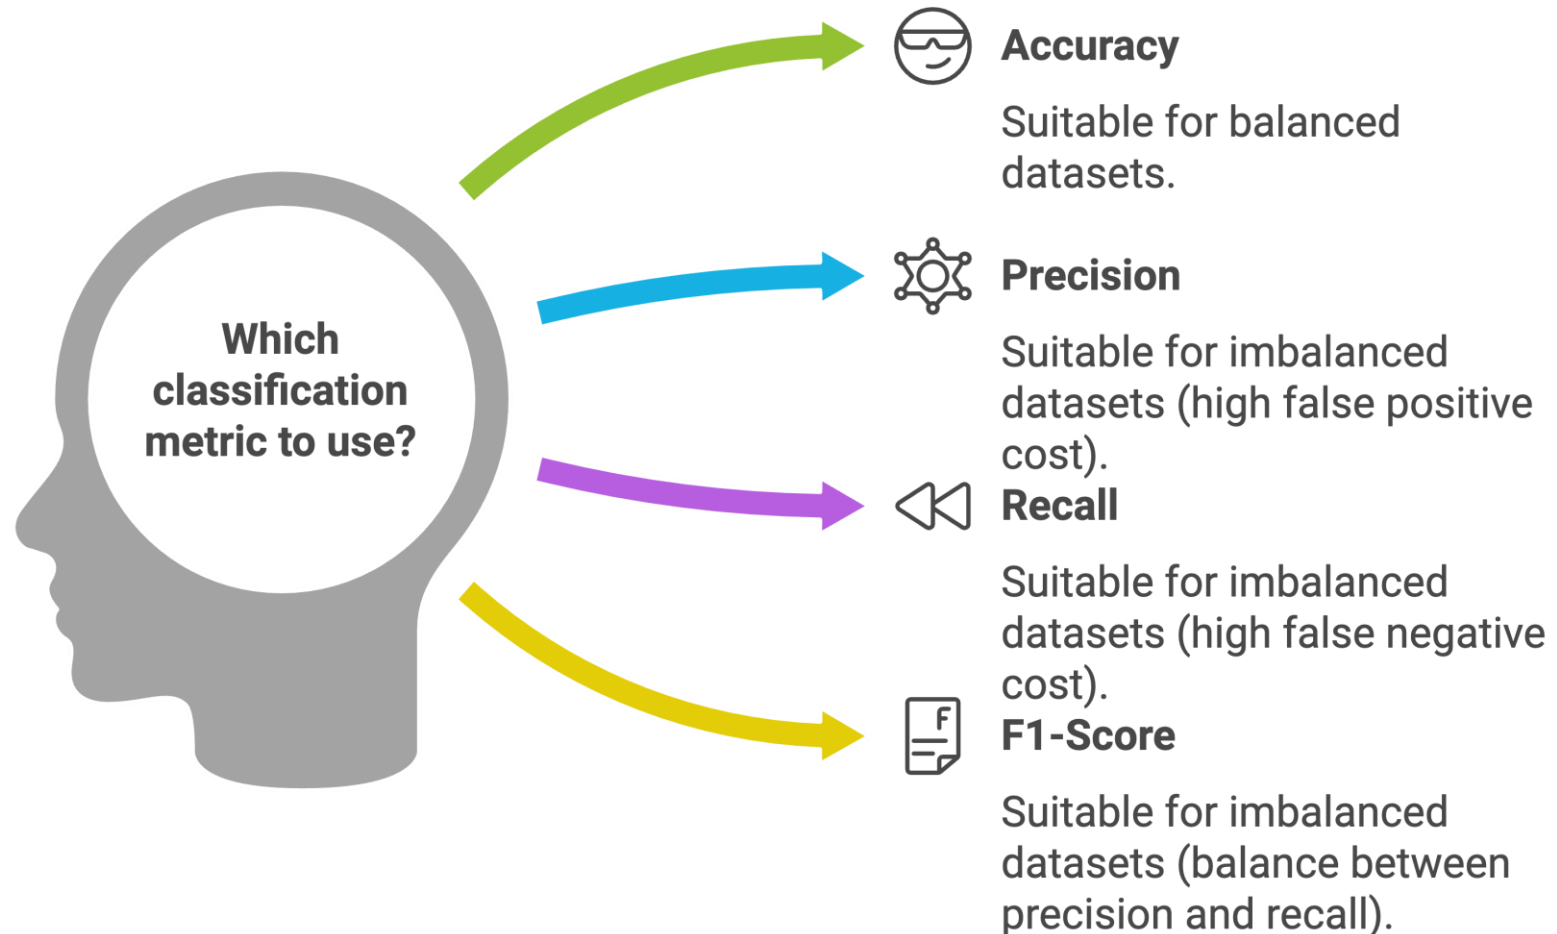 Which
classification
metric to use?
Accuracy
Suitable for balanced
datasets.
Precision
Suitable for imbalanced
datasets (high false positive
cost).
Recall
Suitable for imbalanced
datasets (high false negative
cost).
F
F1-Score
Suitable for imbalanced
datasets (balance between
precision and recall).